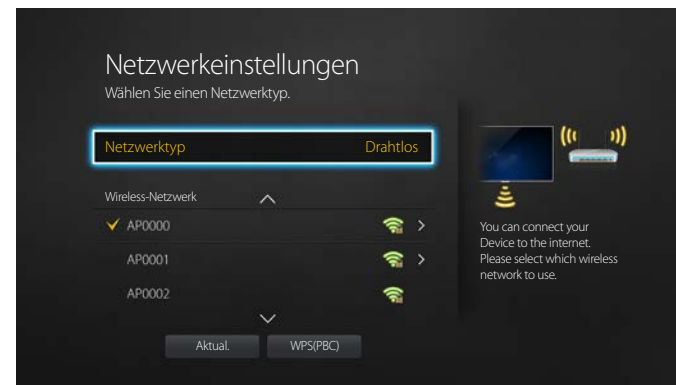 Netzwerkeinstellungen
Wählen Sie einen Netzwerktyp.
Netzwerktyp Drahtlos
Wireless-Netzwerk
AP0000
AP0001
AP0002
Aktual. WPS(PBC)
You can connect your
Device to the internet.
Please select which wireless
network to use.